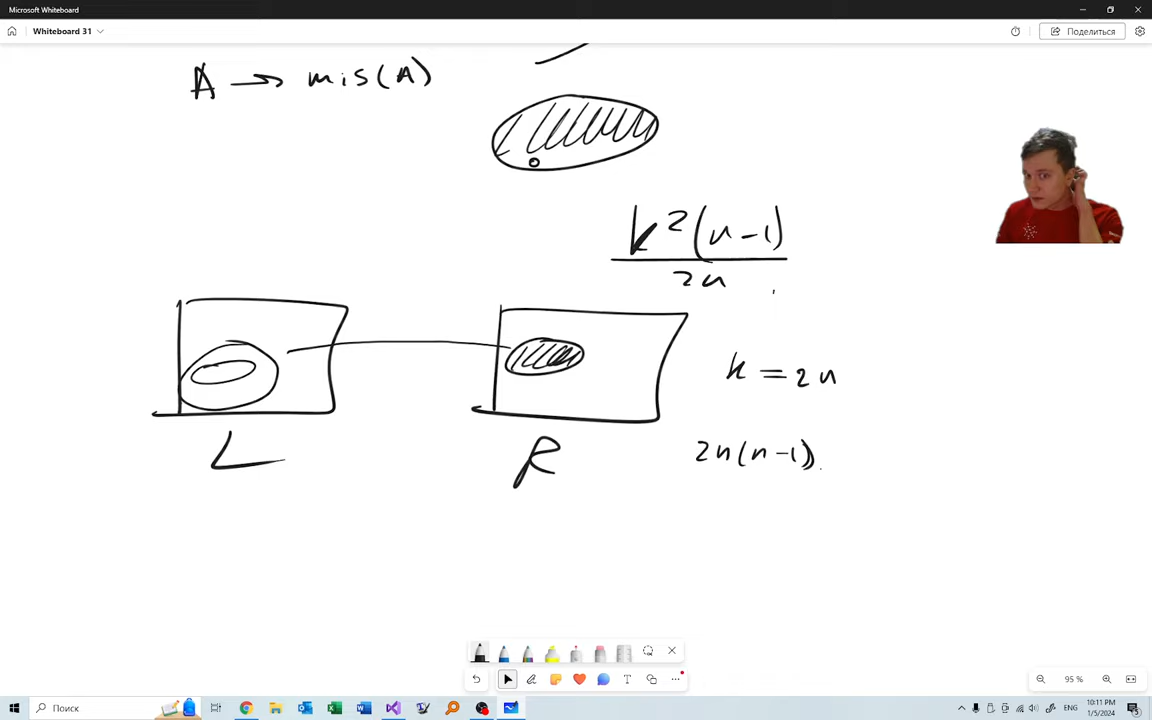 Microsoft Whiteboard
Whiteboard 31
Поделиться
A → mis(A)
k²(n-1)
2n
k = 2n
2n(n-1).
L
R
95 %
Поиск
ENG
10:11 PM
1/5/2024